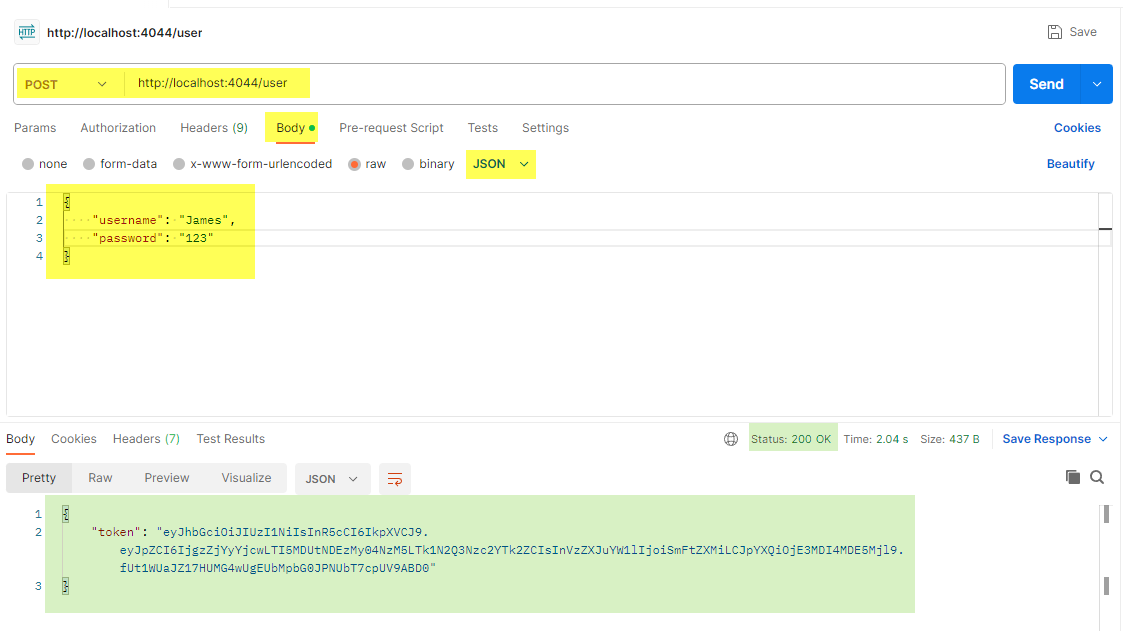 HTTP http://localhost:4044/user Save
POST http://localhost:4044/user Send
Params Authorization Headers (9) Body Pre-request Script Tests Settings Cookies
none form-data x-www-form-urlencoded raw binary JSON Beautify
1 {
2 "username": "James",
3 "password": "123"
4 }
Body Cookies Headers (7) Test Results Status: 200 OK Time: 2.04 s Size: 437 B Save Response
Pretty Raw Preview Visualize JSON
1 {
2 "token": "eyJhbGciOiJIUzI1NiIsInR5cCI6IkpXVCJ9.
eyJpZCI6IjgzZjYyYjcwLTI5MDUtNDEzMy04NzM5LTk1N2Q3Nzc2YTk2ZCIsInVzZXJuYW1lIjoiSmFtZXMiLCJpYXQiOjE3MDI4MDE5Mjl9.
fUt1WUaJZ17HUMG4wUgEUbMpbG0JPNUbT7cpUV9ABD0"
3 }